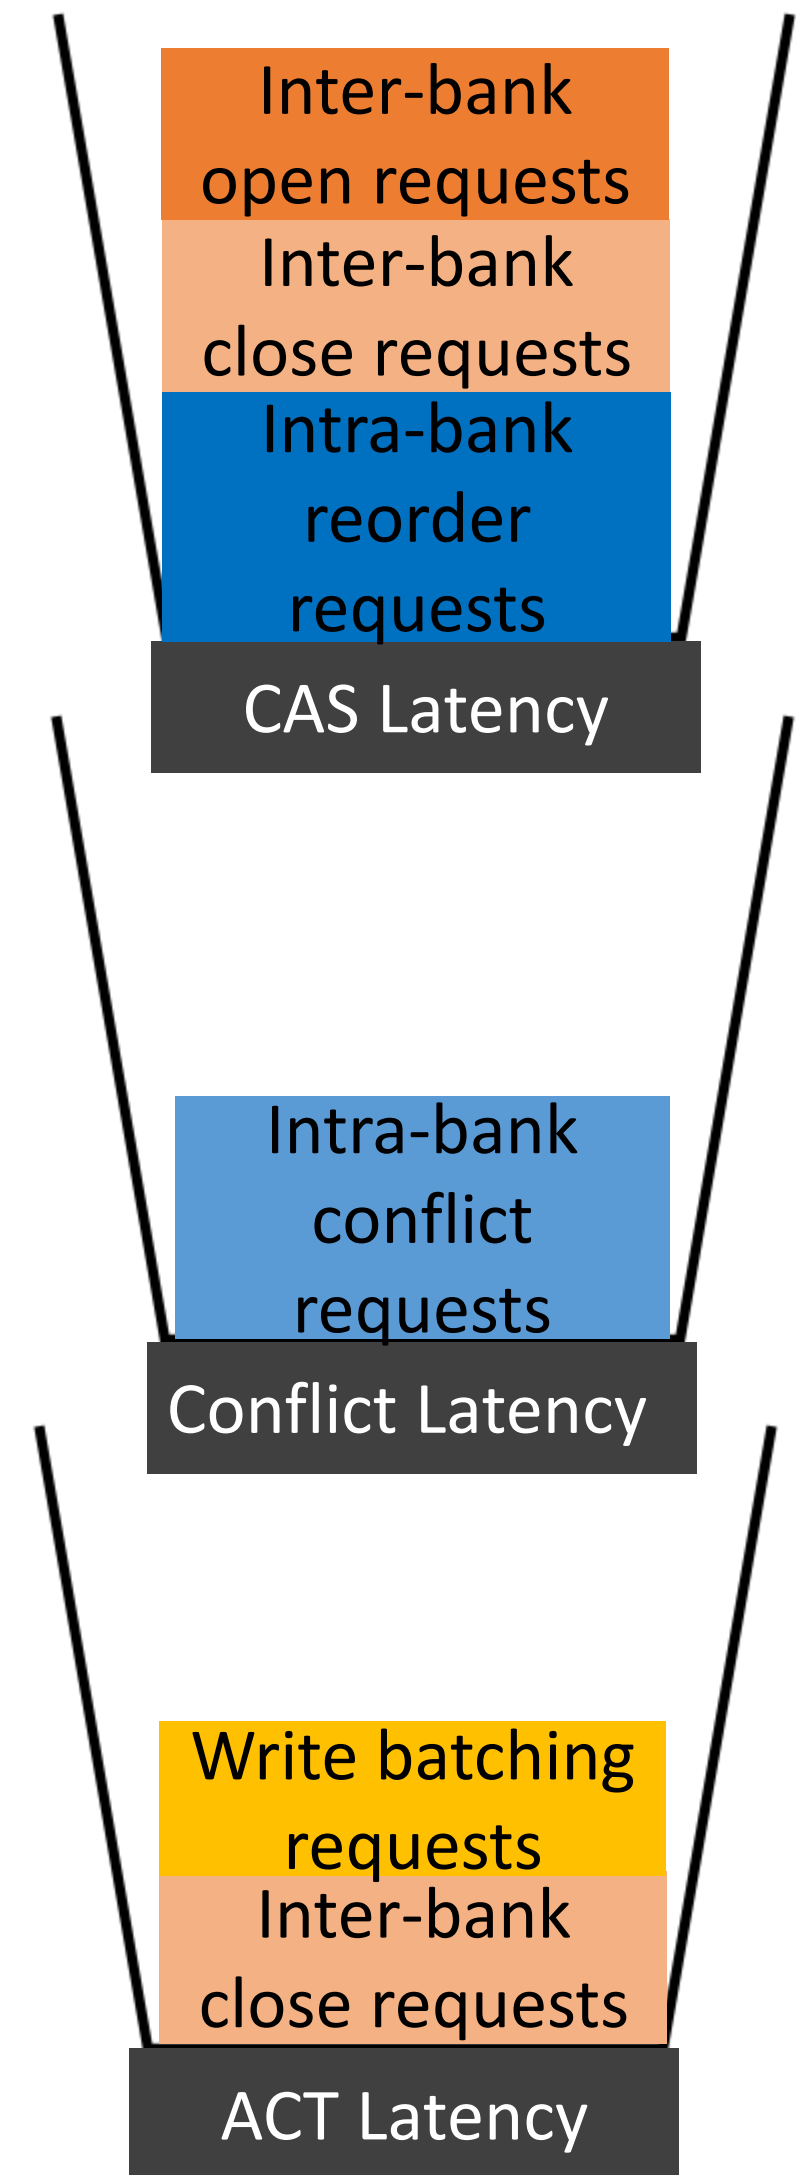 Inter-bank
open requests
Inter-bank
close requests
Intra-bank
reorder
requests
CAS Latency
Intra-bank
conflict
requests
Conflict Latency
Write batching
requests
Inter-bank
close requests
ACT Latency